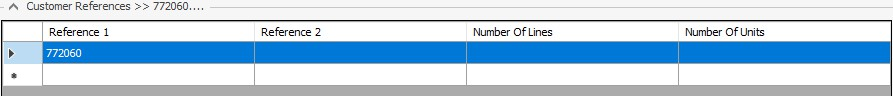 Customer References >> 772060....
Reference 1 Reference 2 Number Of Lines Number Of Units
772060